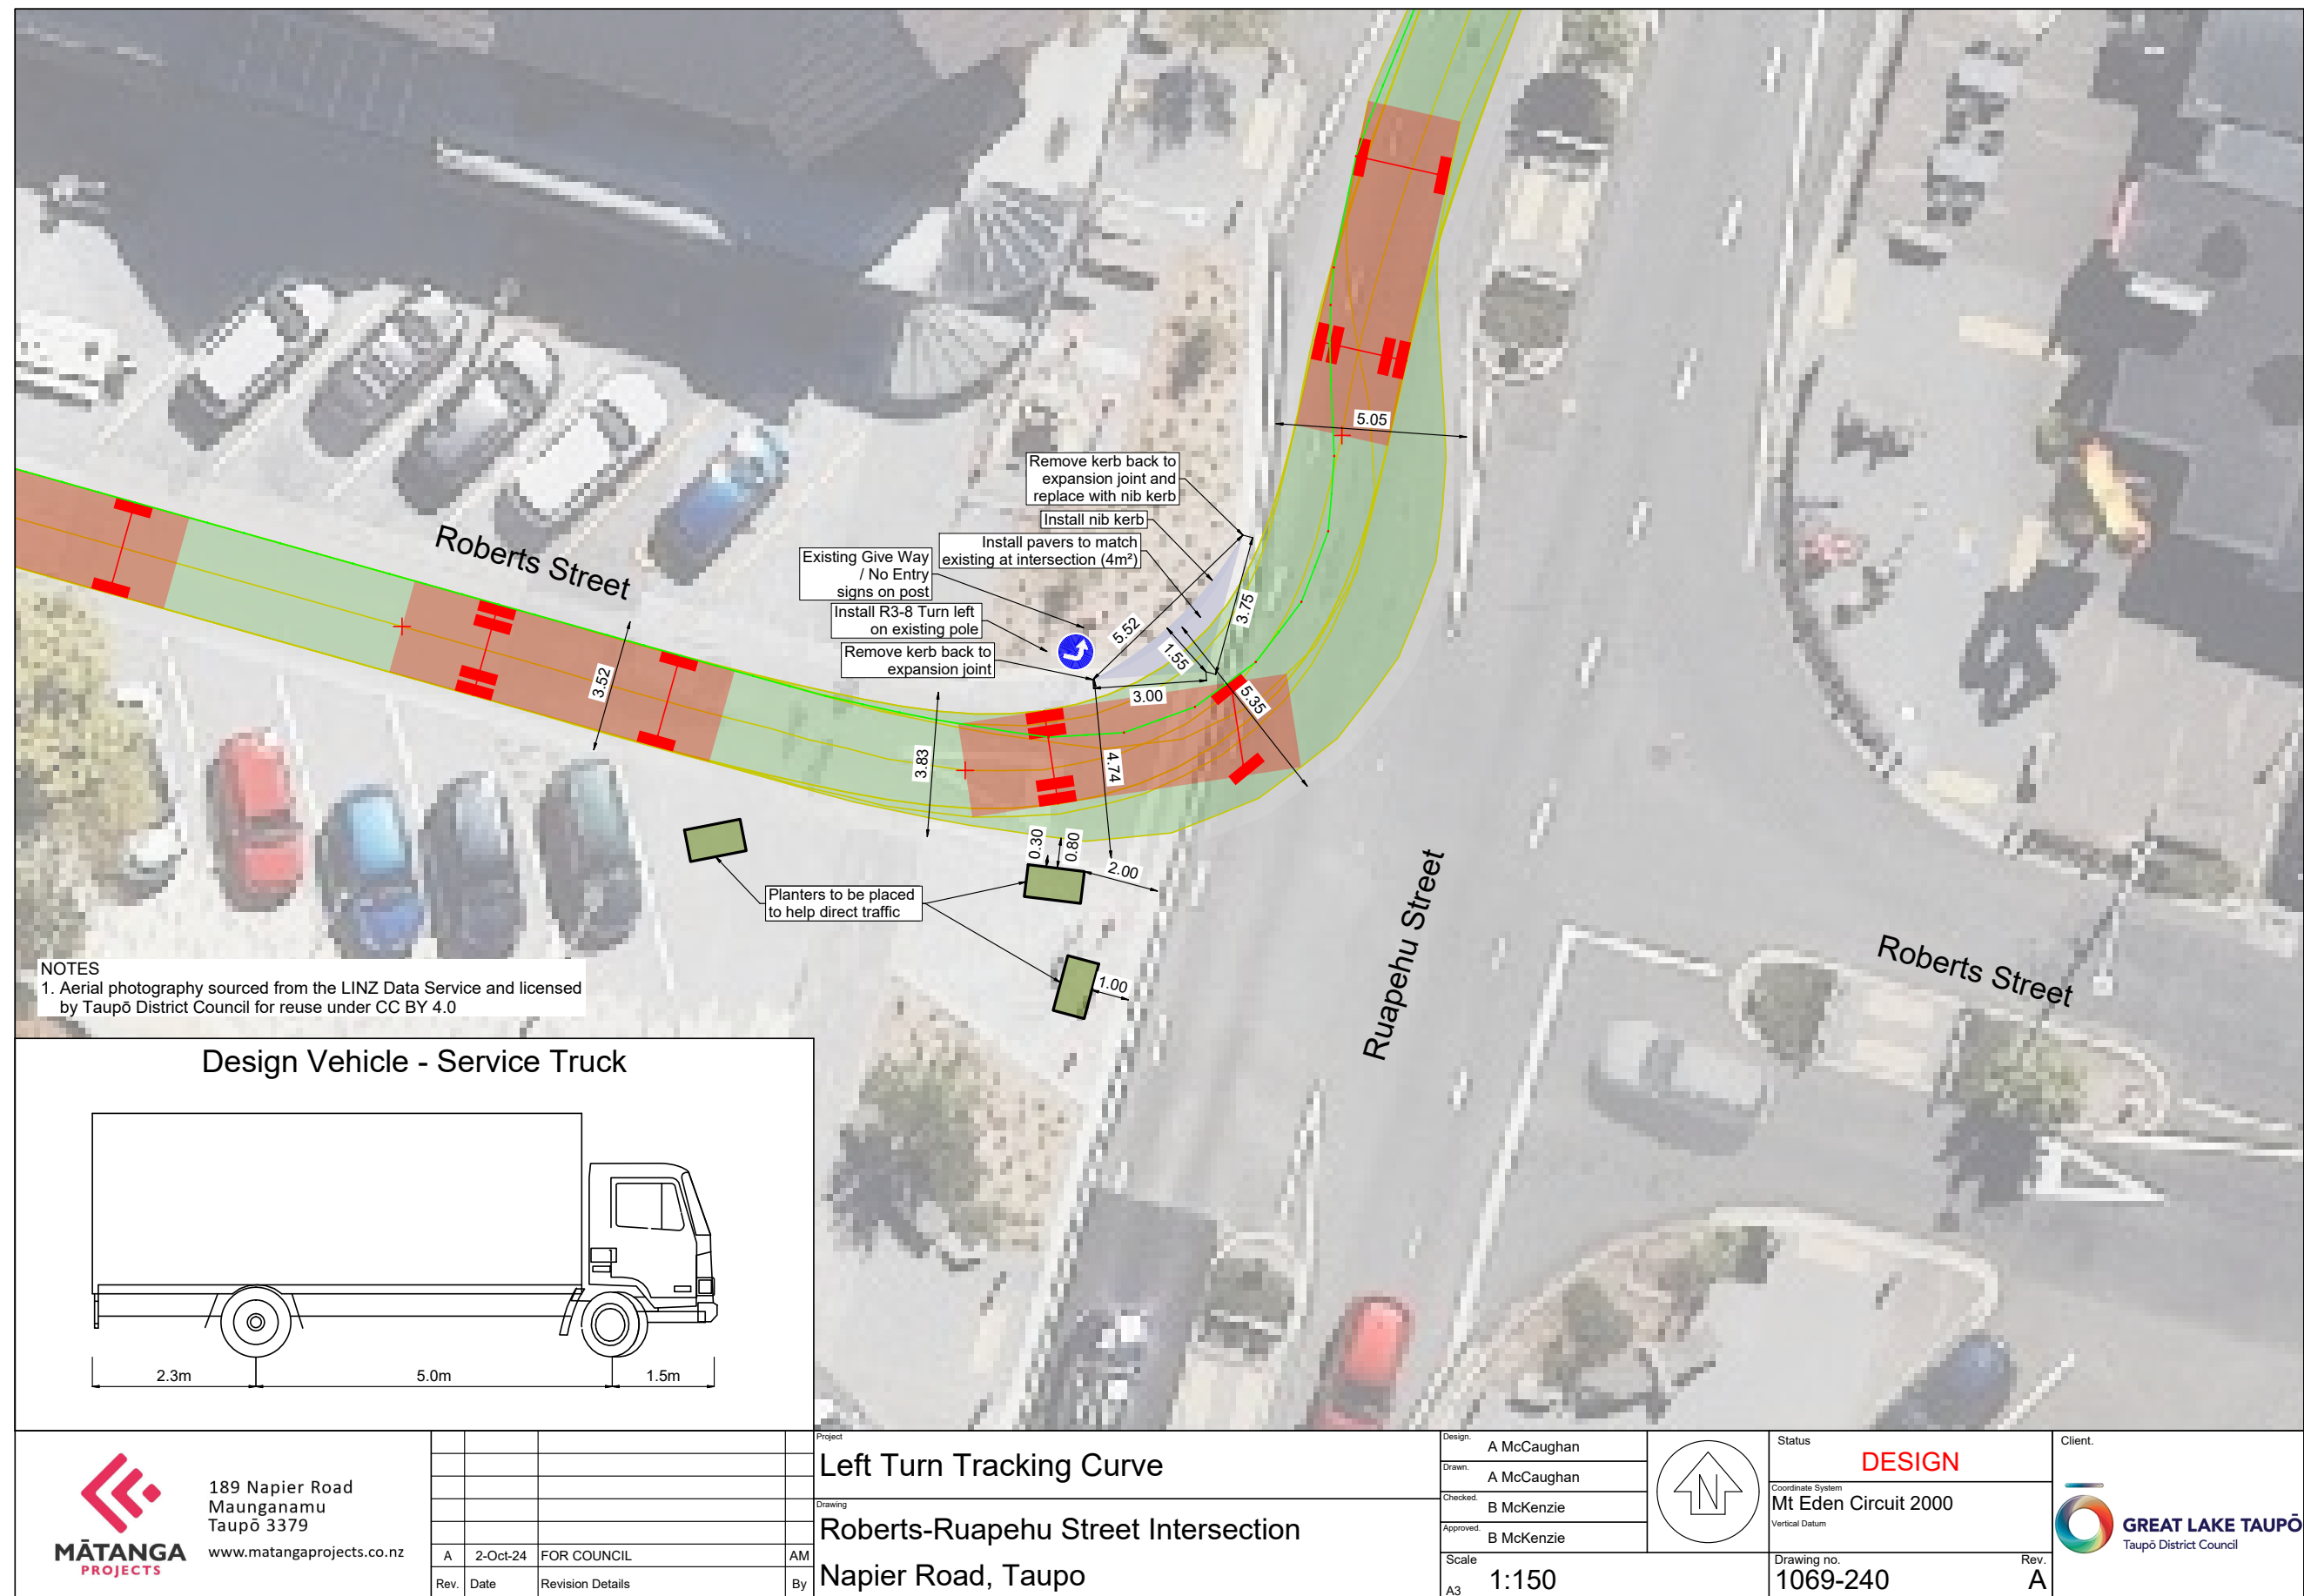 5.05
Remove kerb back to
expansion joint and
replace with nib kerb
Install nib kerb
Install pavers to match
existing at intersection (4m²)
Existing Give Way
/ No Entry
signs on post
Install R3-8 Turn left
on existing pole
Remove kerb back to
expansion joint
Roberts Street
3.52
3.83
5.52
3.75
1.55
3.00
5.35
4.74
0.30
0.80
2.00
1.00
Planters to be placed
to help direct traffic
Ruapehu Street
Roberts Street
NOTES
1. Aerial photography sourced from the LINZ Data Service and licensed
by Taupō District Council for reuse under CC BY 4.0
Design Vehicle - Service Truck
2.3m
5.0m
1.5m
MĀTANGA
PROJECTS
189 Napier Road
Maunganamu
Taupō 3379
www.matangaprojects.co.nz
A 2-Oct-24 FOR COUNCIL AM
Rev. Date Revision Details By
Project
Left Turn Tracking Curve
Drawing
Roberts-Ruapehu Street Intersection
Napier Road, Taupo
Design. A McCaughan
Drawn. A McCaughan
Checked. B McKenzie
Approved. B McKenzie
Scale
A3 1:150
N
Status
DESIGN
Coordinate System
Mt Eden Circuit 2000
Vertical Datum
Drawing no.
1069-240
Rev.
A
Client.
GREAT LAKE TAUPŌ
Taupō District Council